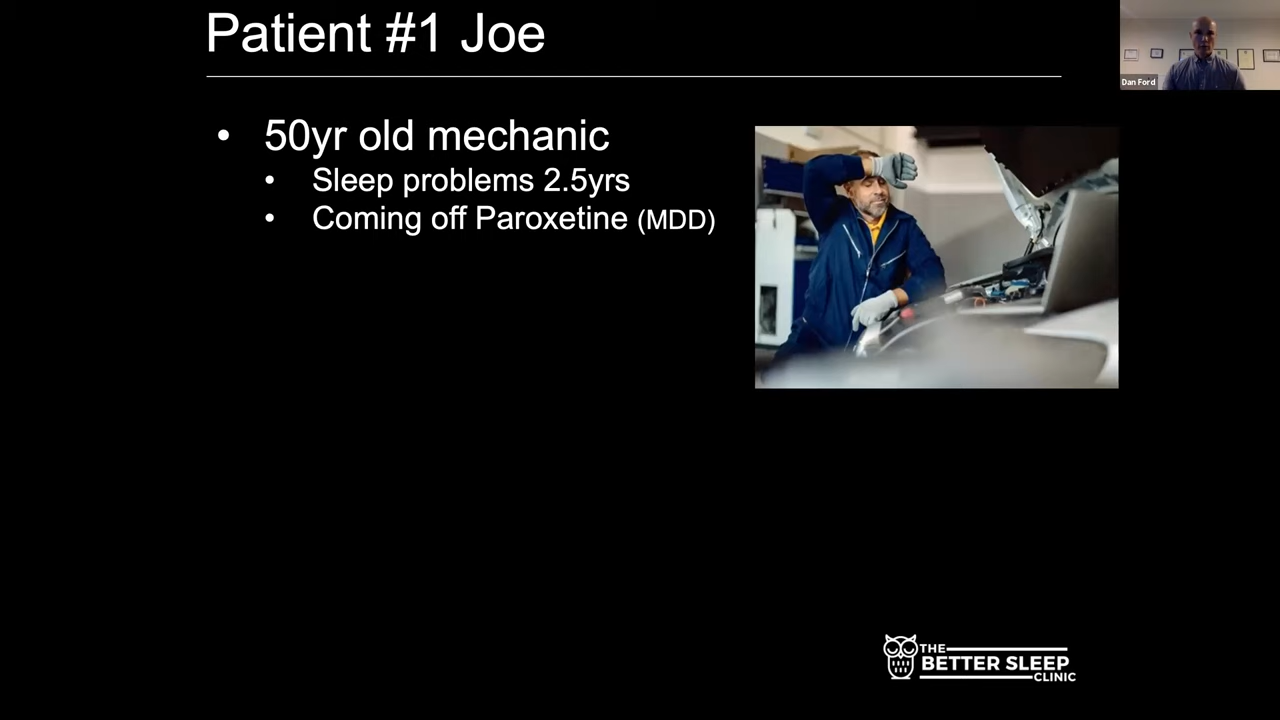 Patient #1 Joe
Dan Ford
• 50yr old mechanic
• Sleep problems 2.5yrs
• Coming off Paroxetine (MDD)
THE
BETTER SLEEP
CLINIC